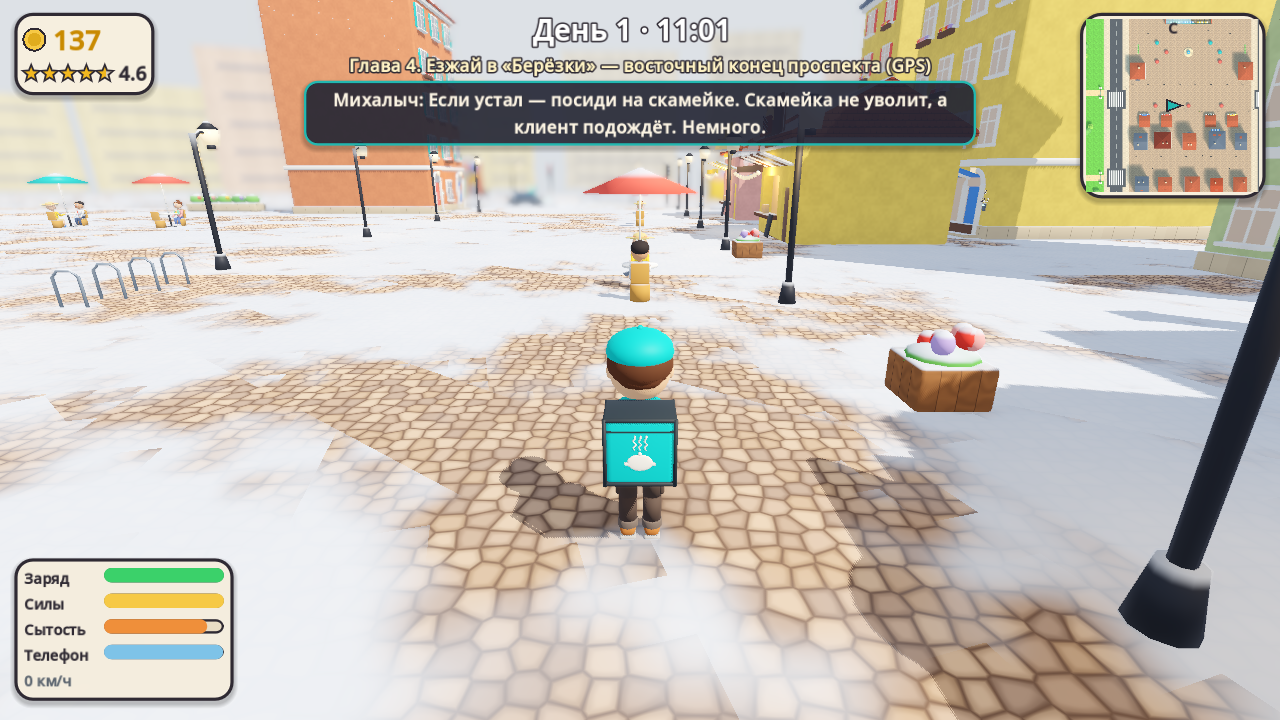 137
4.6
День 1 · 11:01
Глава 4. Езжай в «Берёзки» — восточный конец проспекта (GPS)
Михалыч: Если устал — посиди на скамейке. Скамейка не уволит, а
клиент подождёт. Немного.
С
Заряд
Силы
Сытость
Телефон
0 км/ч